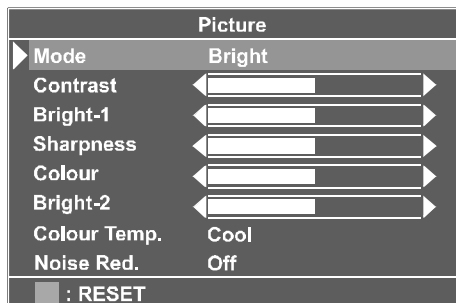 Picture
Mode Bright
Contrast
Bright-1
Sharpness
Colour
Bright-2
Colour Temp. Cool
Noise Red. Off
: RESET